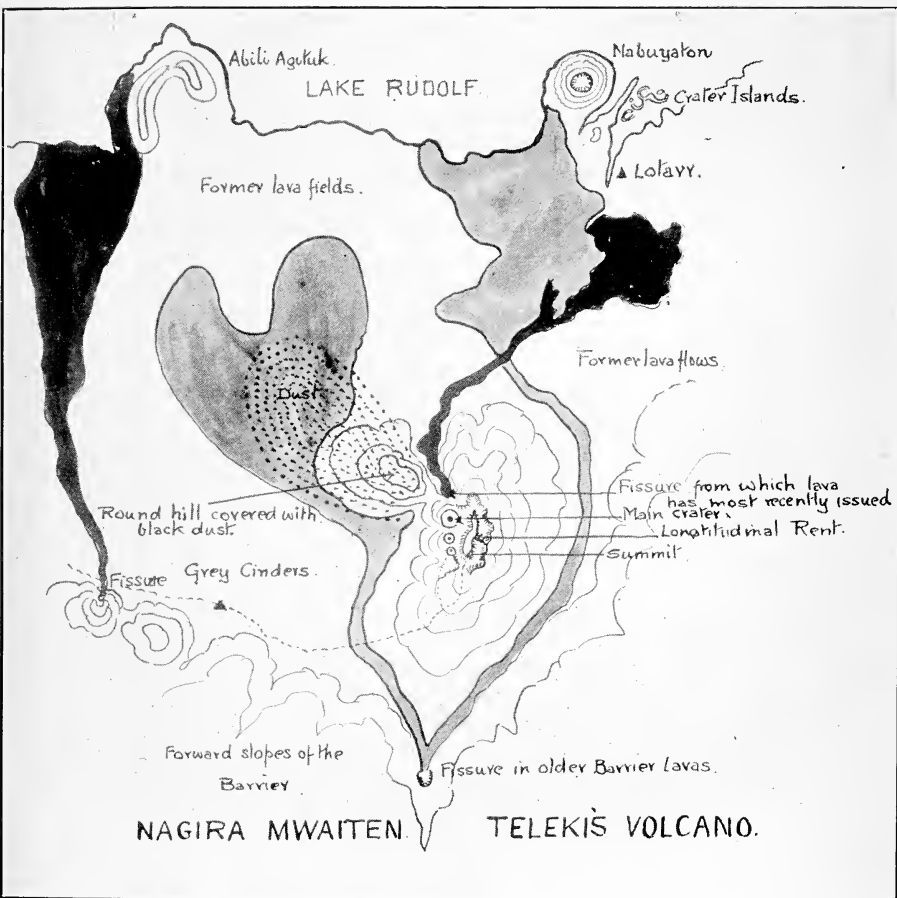 Abili Agituk.
Nabuyaton
LAKE RUDOLF.
Crater Islands.
Former lava fields.
Lotavr.
Former lava flows.
Dust
Fissure from which lava
has most recently issued
Round hill covered with
black dust.
Main crater.
Longtitudinal Rent.
Summit
Fissure
Grey Cinders.
Forward slopes of the
Barrier
Fissure in older Barrier Lavas.
NAGIRA MWAITEN.
TELEKI'S VOLCANO.